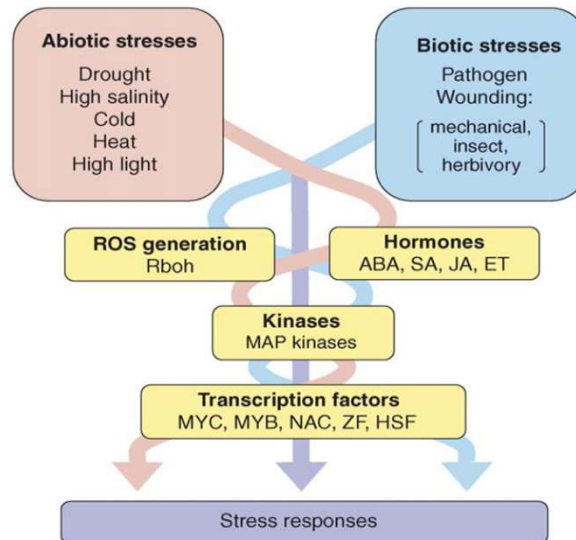 Abiotic stresses
Drought
High salinity
Cold
Heat
High light
Biotic stresses
Pathogen
Wounding:
mechanical,
insect,
herbivory
ROS generation
Rboh
Hormones
ABA, SA, JA, ET
Kinases
MAP kinases
Transcription factors
MYC, MYB, NAC, ZF, HSF
Stress responses